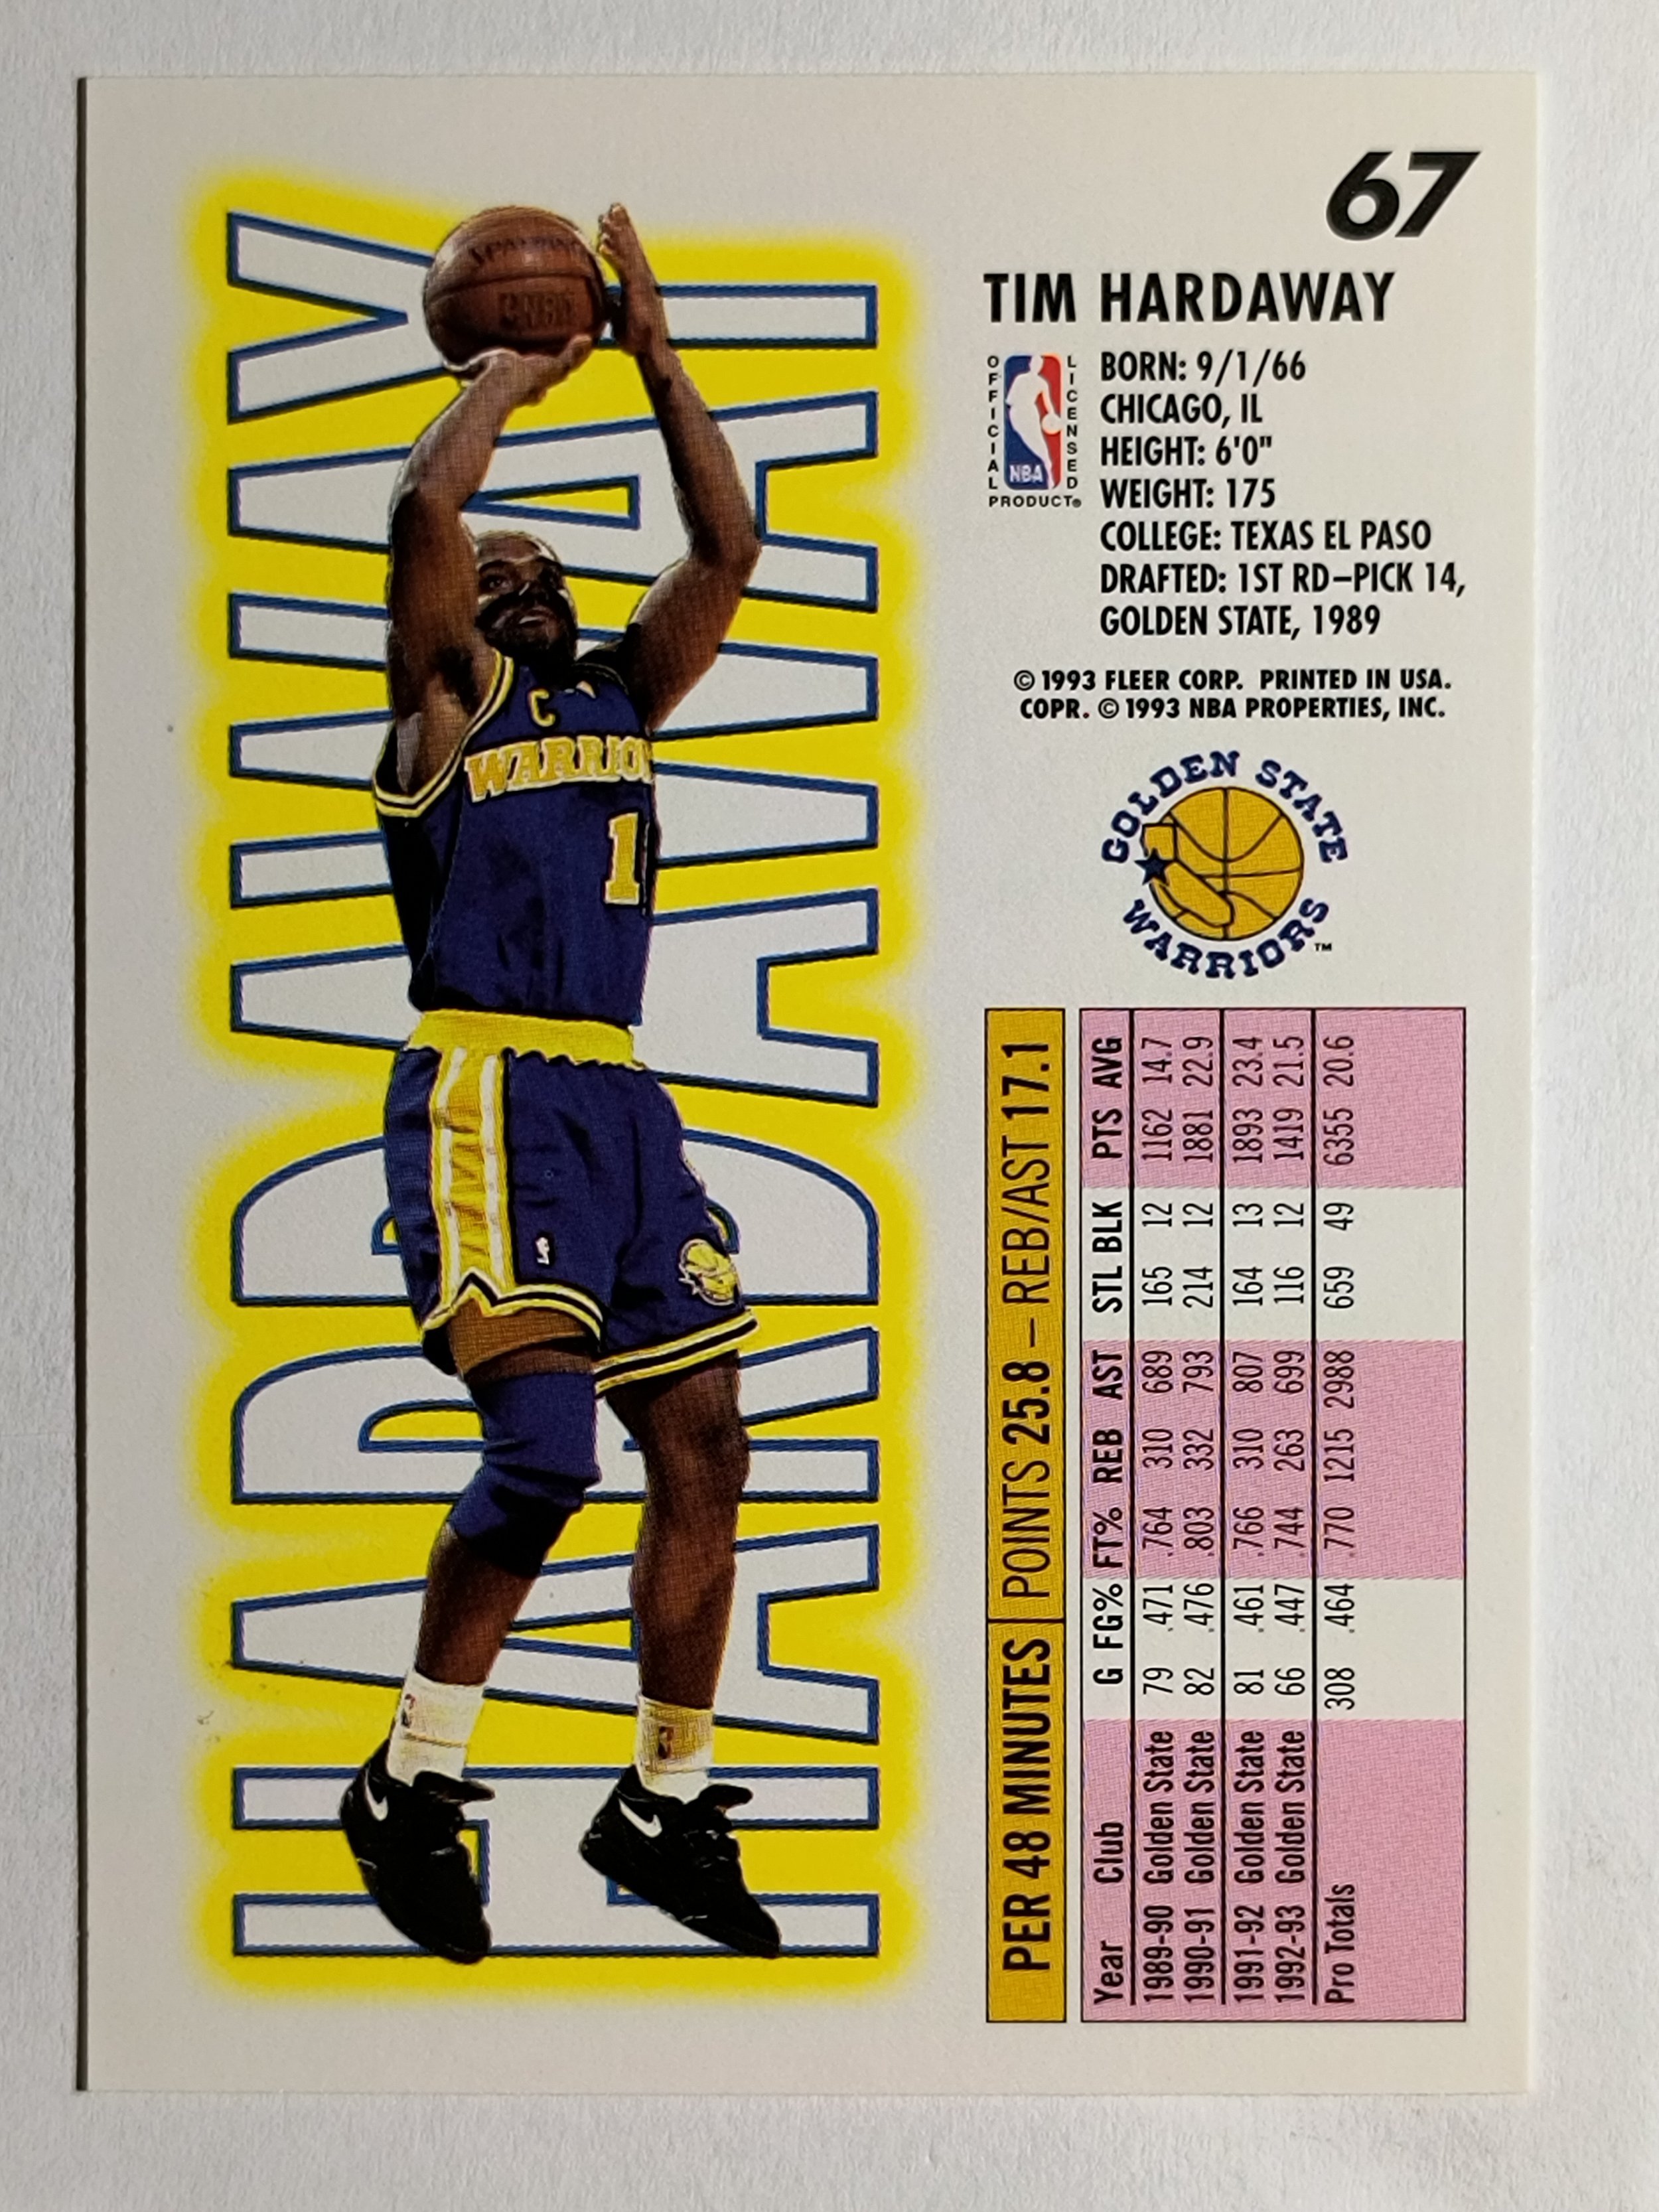 67
TIM HARDAWAY
OFFICIAL LICENSED
NBA
PRODUCT®
BORN: 9/1/66
CHICAGO, IL
HEIGHT: 6'0"
WEIGHT: 175
COLLEGE: TEXAS EL PASO
DRAFTED: 1ST RD–PICK 14,
GOLDEN STATE, 1989
© 1993 FLEER CORP. PRINTED IN USA.
COPR. © 1993 NBA PROPERTIES, INC.
GOLDEN STATE
WARRIORS
™
HARDAWAY
SPALDING
C
WARRIOR
1
PER 48 MINUTES POINTS 25.8 – REB/AST 17.1
Year Club G FG% FT% REB AST STL BLK PTS AVG
1989-90 Golden State 79 .471 .764 310 689 165 12 1162 14.7
1990-91 Golden State 82 .476 .803 332 793 214 12 1881 22.9
1991-92 Golden State 81 .461 .766 310 807 164 13 1893 23.4
1992-93 Golden State 66 .447 .744 263 699 116 12 1419 21.5
Pro Totals 308 .464 .770 1215 2988 659 49 6355 20.6